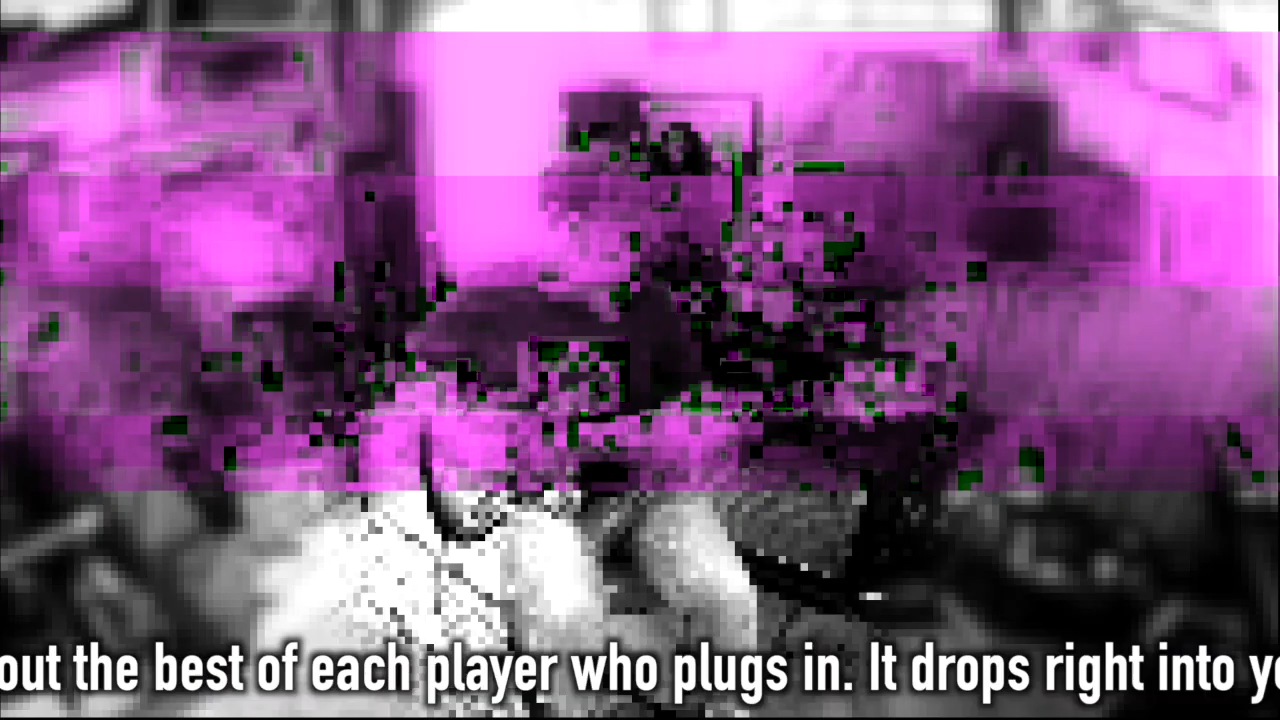 out the best of each player who plugs in. It drops right into